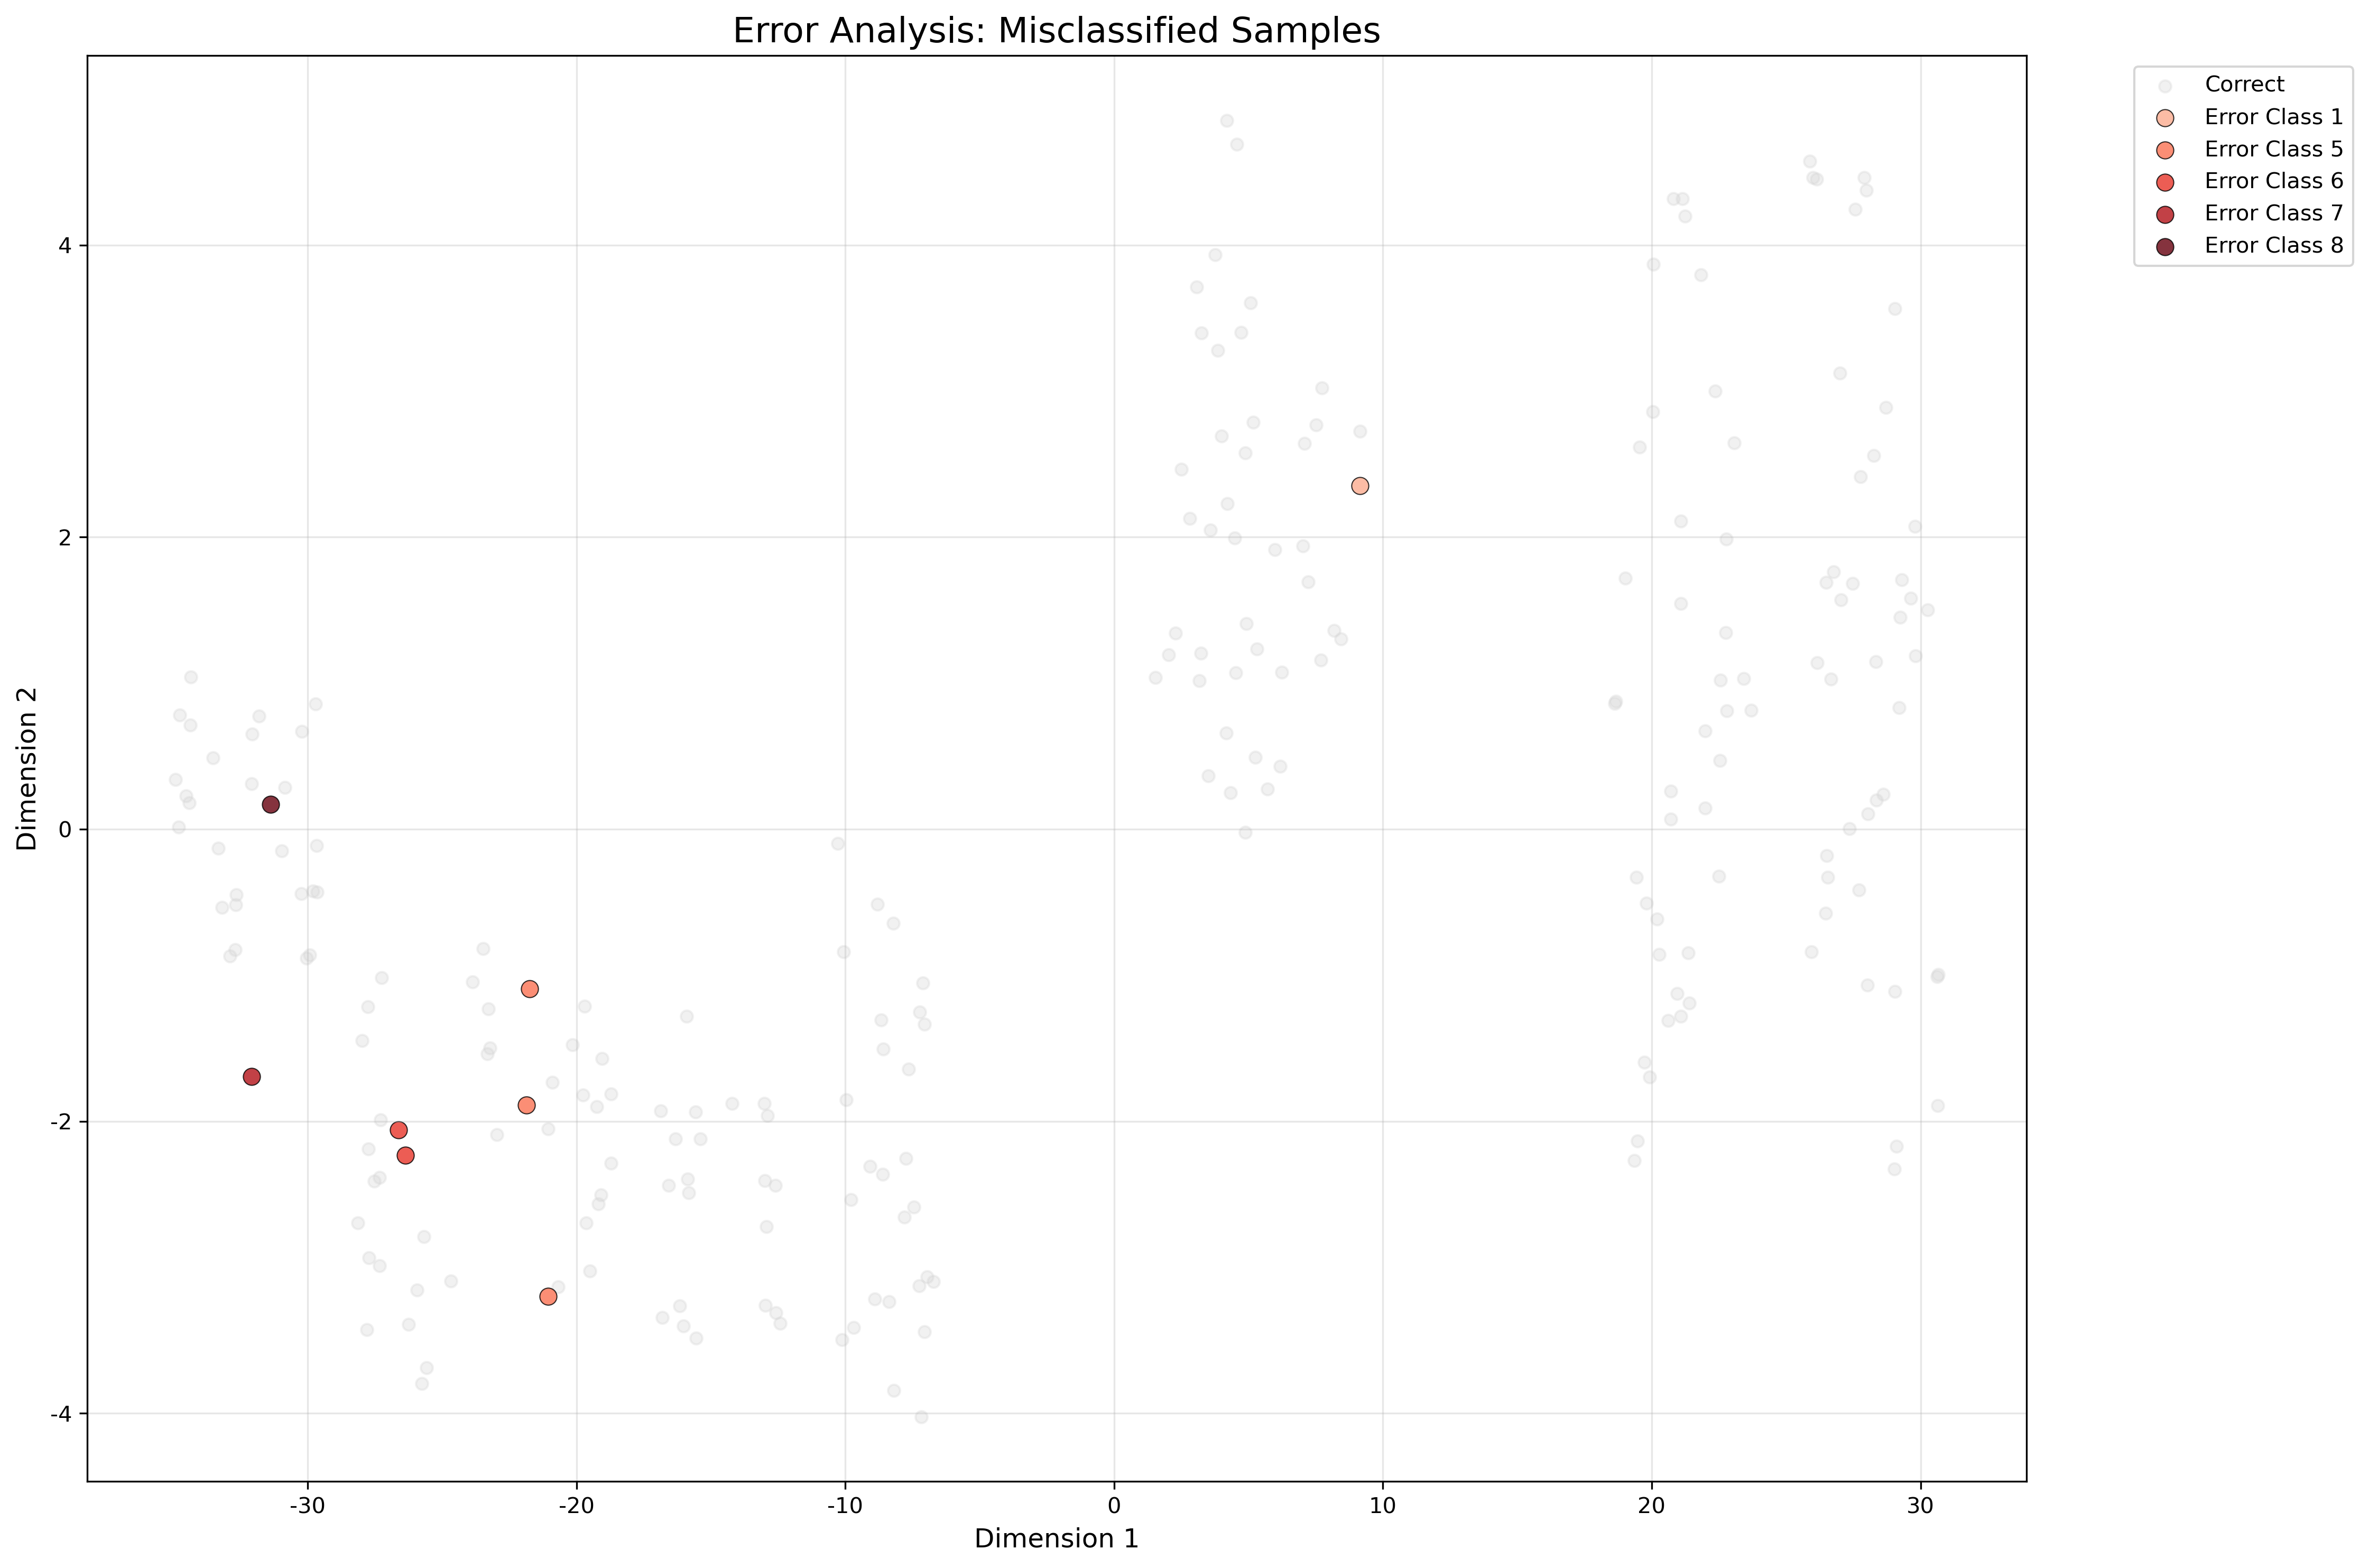 Error Analysis: Misclassified Samples
Correct
Error Class 1
Error Class 5
Error Class 6
Error Class 7
Error Class 8
Dimension 2
4
2
0
-2
-4
-30
-20
-10
0
10
20
30
Dimension 1